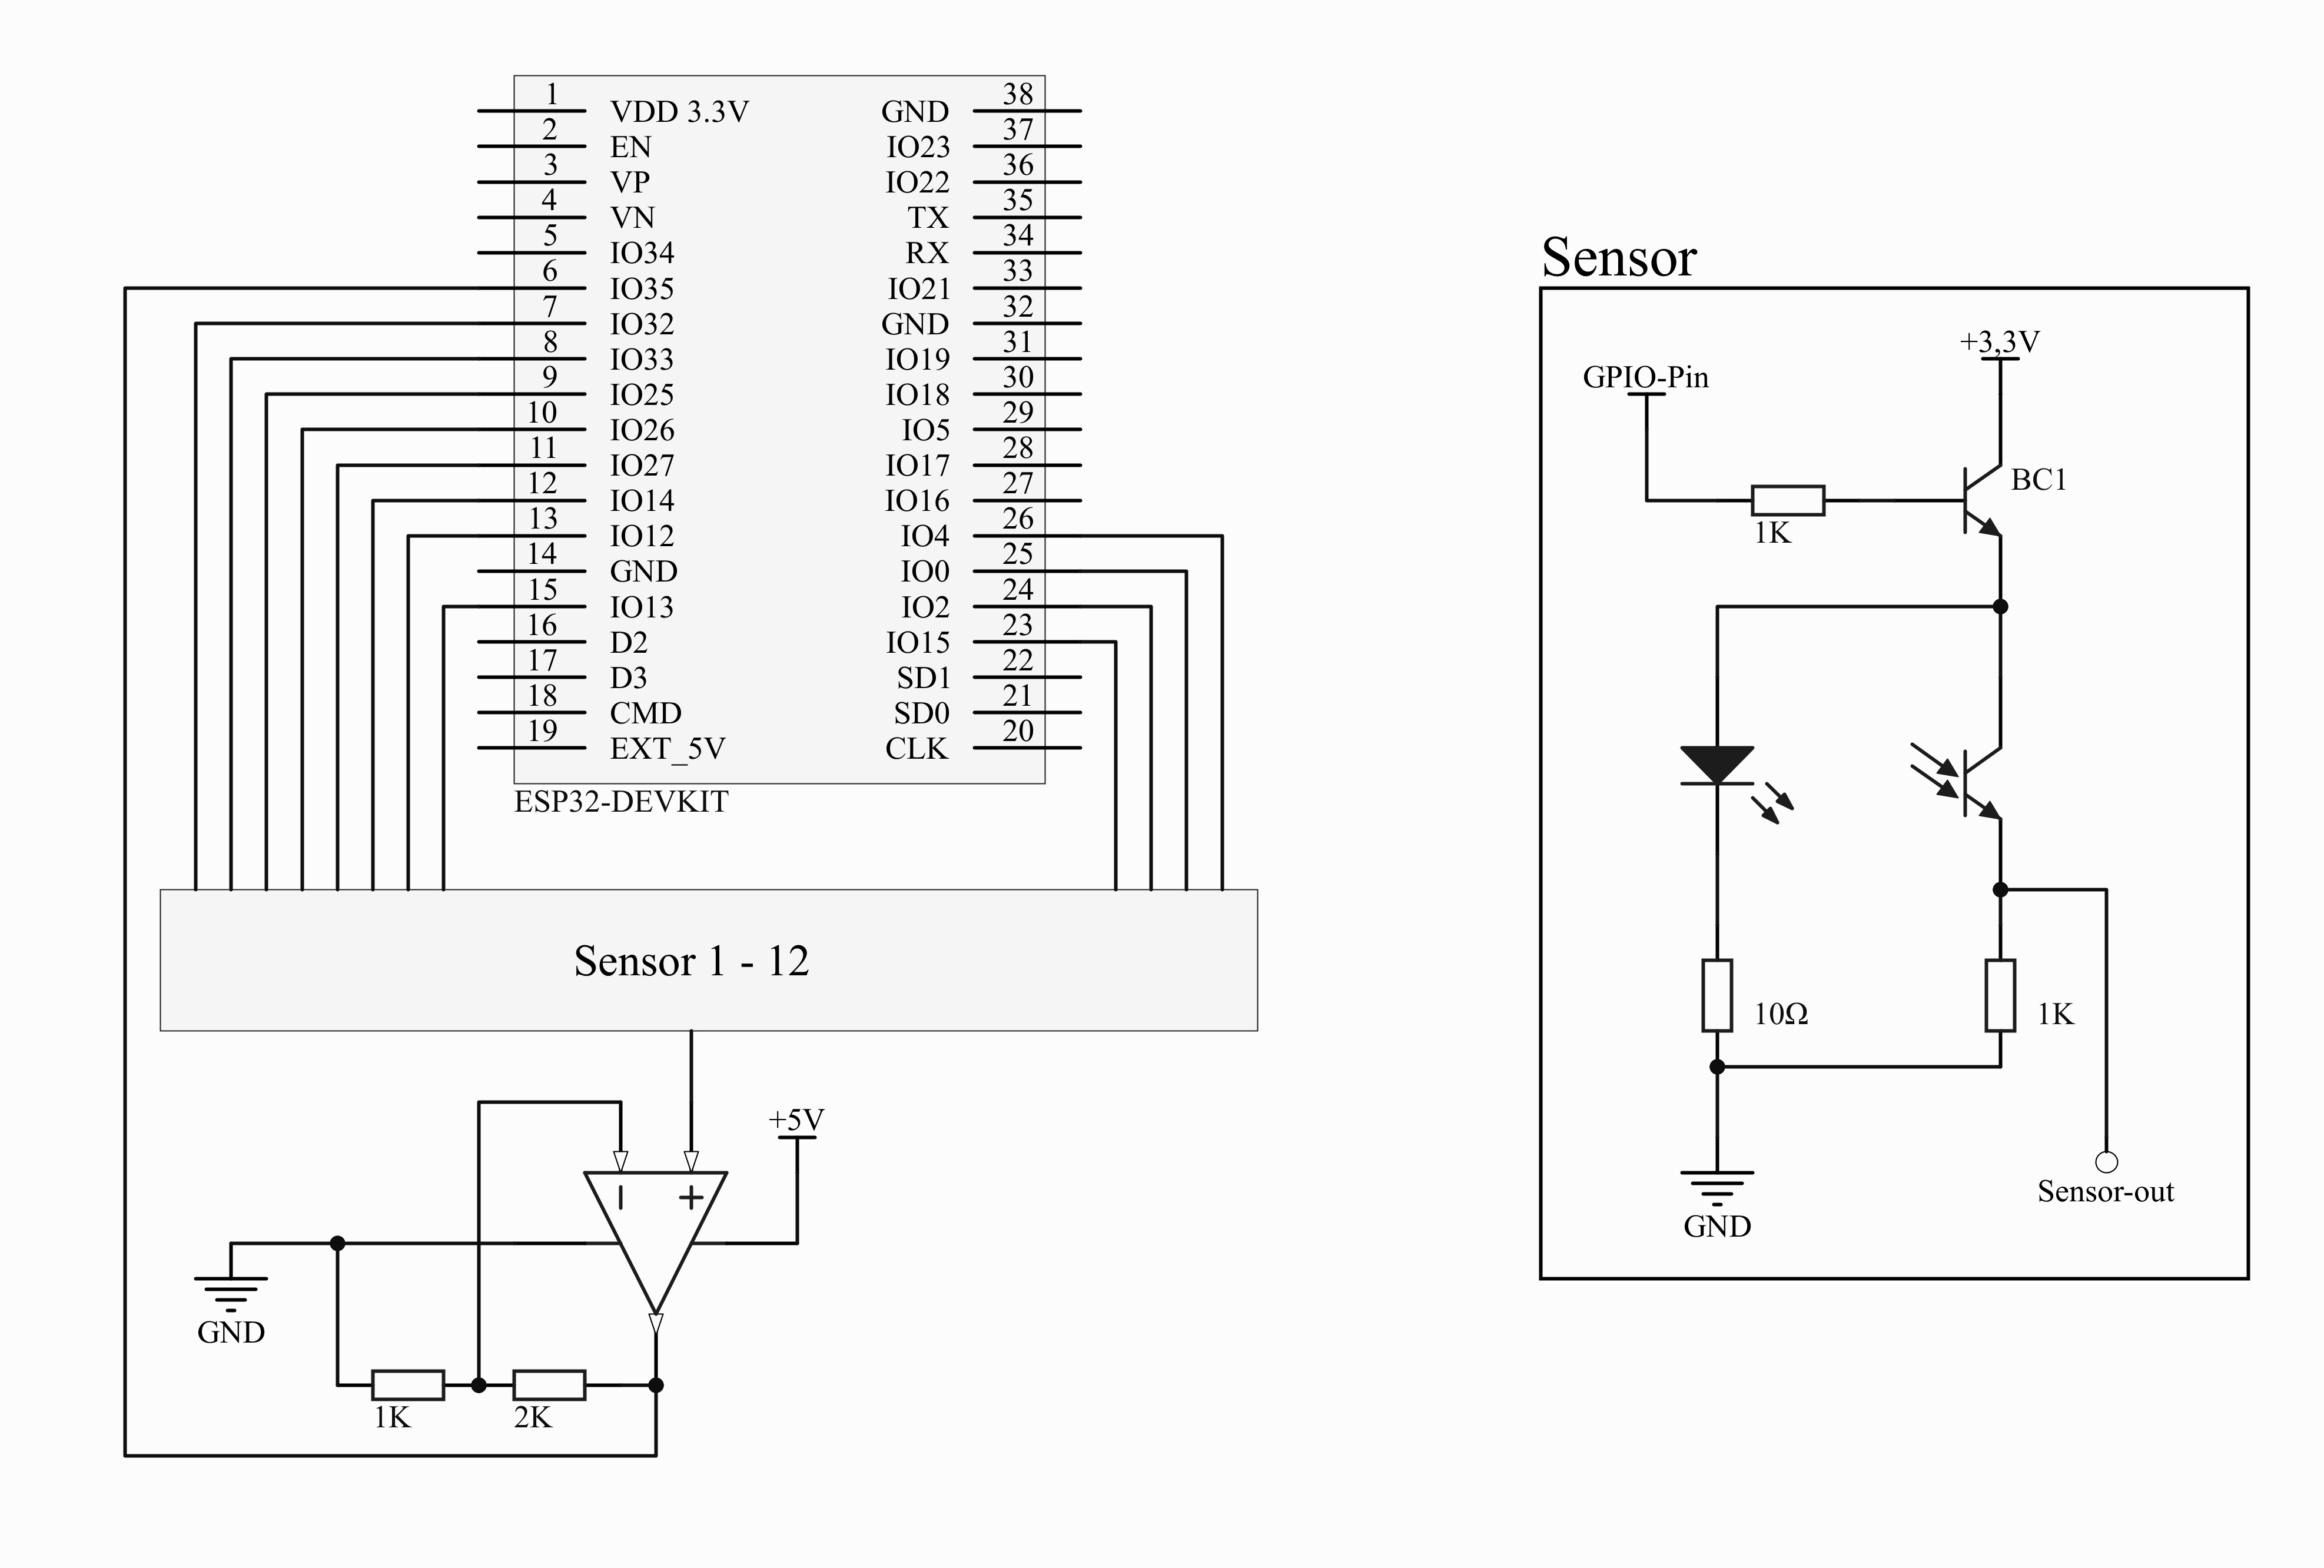 1
VDD 3.3V
2
EN
3
VP
4
VN
5
IO34
6
IO35
7
IO32
8
IO33
9
IO25
10
IO26
11
IO27
12
IO14
13
IO12
14
GND
15
IO13
16
D2
17
D3
18
CMD
19
EXT_5V
38
GND
37
IO23
36
IO22
35
TX
34
RX
33
IO21
32
GND
31
IO19
30
IO18
29
IO5
28
IO17
27
IO16
26
IO4
25
IO0
24
IO2
23
IO15
22
SD1
21
SD0
20
CLK
ESP32-DEVKIT
Sensor 1 - 12
+5V
GND
1K
2K
Sensor
+3,3V
GPIO-Pin
BC1
1K
10Ω
1K
Sensor-out
GND